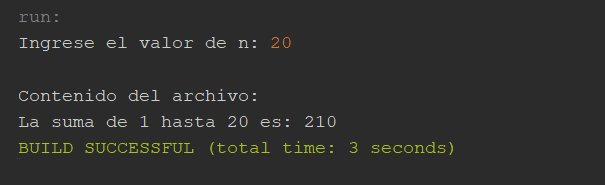 run:
Ingrese el valor de n: 20
Contenido del archivo:
La suma de 1 hasta 20 es: 210
BUILD SUCCESSFUL (total time: 3 seconds)